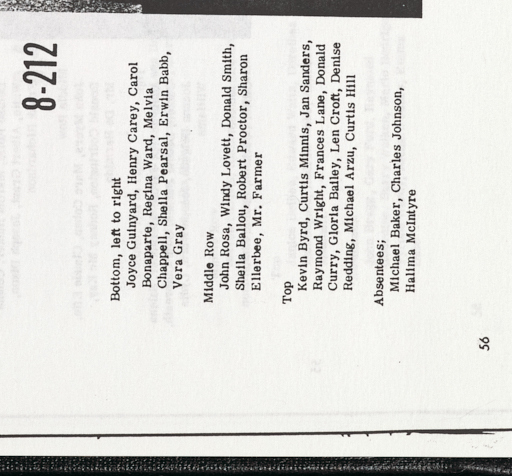 8-212
Bottom, left to right
Joyce Guinyard, Henry Carey, Carol
Bonaparte, Regina Ward, Melvia
Chappell, Sheila Pearsal, Erwin Babb,
Vera Gray
Middle Row
John Rosa, Windy Lovett, Donald Smith,
Sheila Ballou, Robert Proctor, Sharon
Ellerbee, Mr. Farmer
Top
Kevin Byrd, Curtis Minnis, Jan Sanders,
Raymond Wright, Frances Lane, Donald
Curry, Gloria Bailey, Len Croft, Denise
Redding, Michael Arzu, Curtis Hill
Absentees;
Michael Baker, Charles Johnson,
Halima McIntyre
56